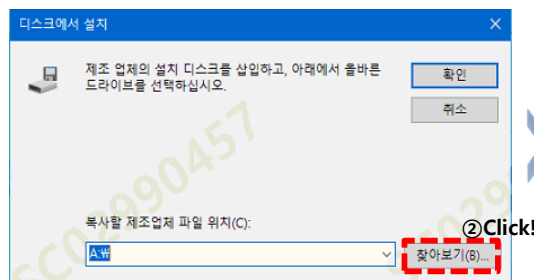 디스크에서 설치
제조 업체의 설치 디스크를 삽입하고, 아래에서 올바른
드라이브를 선택하십시오.
확인
취소
SC02990451
복사할 제조업체 파일 위치(C):
②Click!
A:₩
찾아보기(B)...